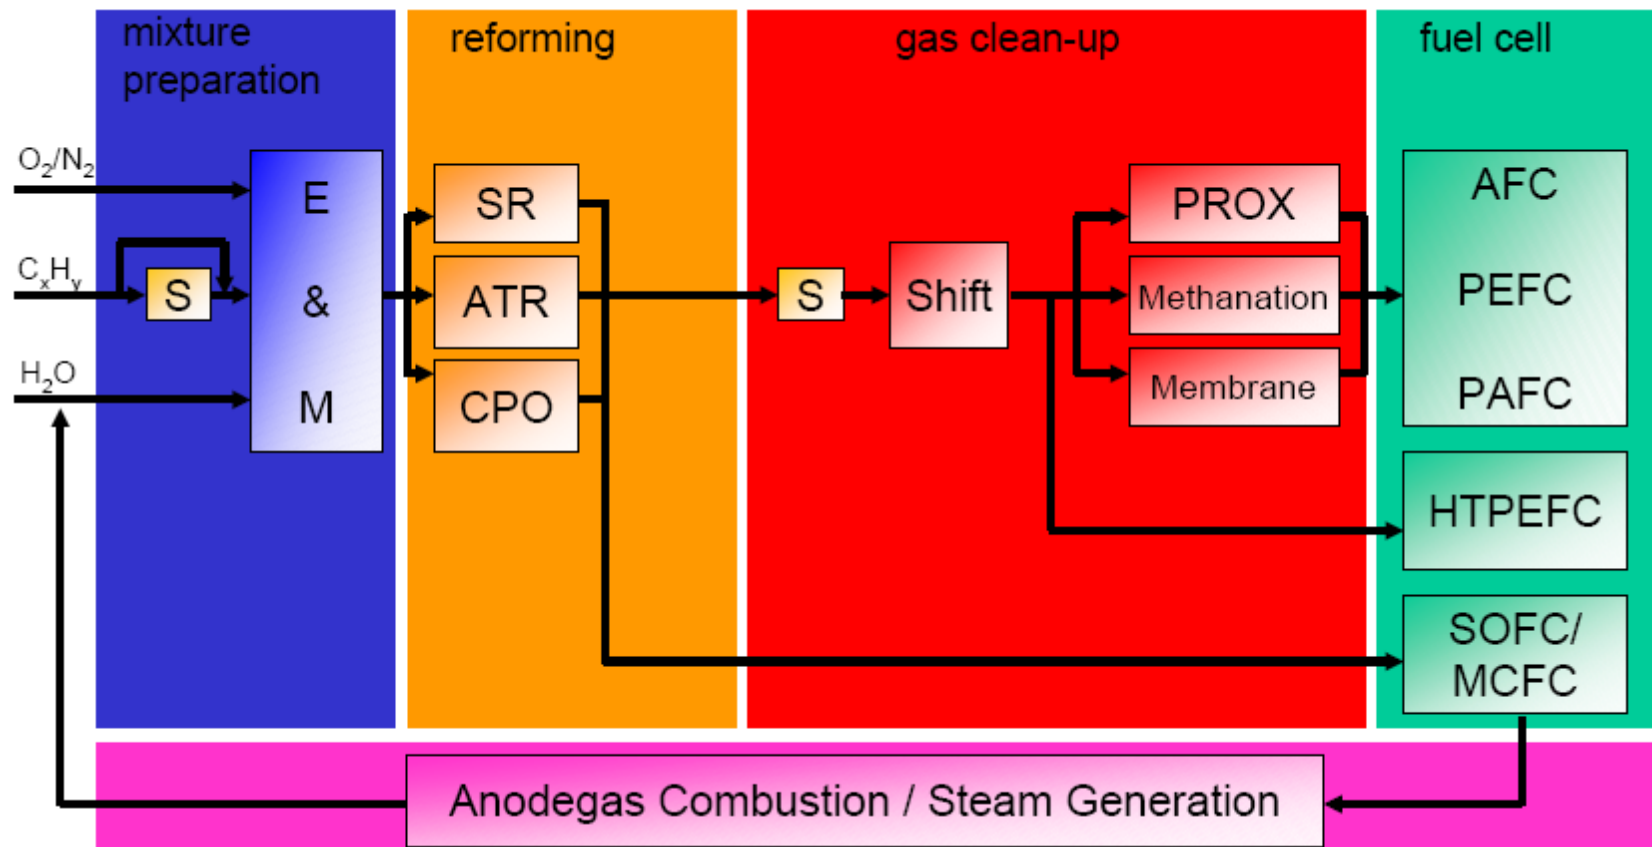 mixture
preparation
reforming
gas clean-up
fuel cell
O₂/N₂
CₓHᵧ
H₂O
S
E
&
M
SR
ATR
CPO
S
Shift
PROX
Methanation
Membrane
AFC
PEFC
PAFC
HTPEFC
SOFC/
MCFC
Anodegas Combustion / Steam Generation